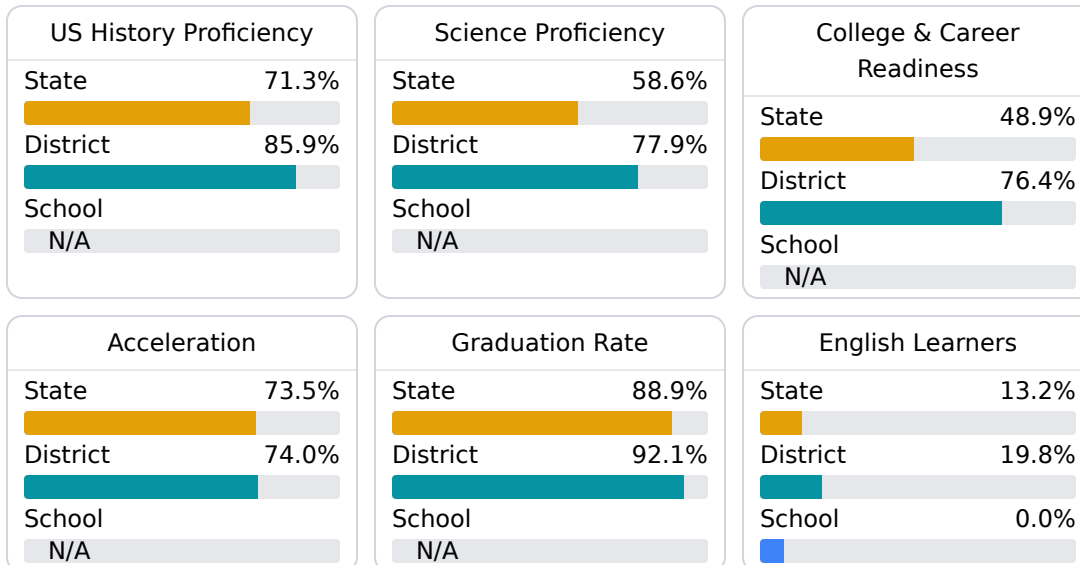 US History Proficiency
State 71.3%
District 85.9%
School
N/A
Science Proficiency
State 58.6%
District 77.9%
School
N/A
College & Career
Readiness
State 48.9%
District 76.4%
School
N/A
Acceleration
State 73.5%
District 74.0%
School
N/A
Graduation Rate
State 88.9%
District 92.1%
School
N/A
English Learners
State 13.2%
District 19.8%
School 0.0%